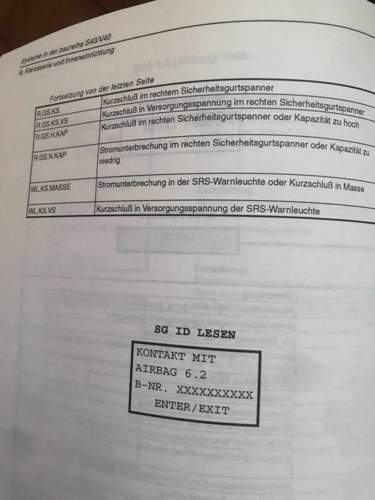 Systeme in der baureihe S40/V40
8: Karosserie und Inneneinrichtung
Fortsetzung von der letzten Seite
R.GS.KS. Kurzschluß im rechtem Sicherheitsgurtspanner
R.GS.KS.VS Kurzschluß in Versorgungsspannung im rechten Sicherheitsgurtspanner
R.GS.H.KAP Kurzschluß im rechten Sicherheitsgurtspanner oder Kapazität zu hoch
R.GS.N.KAP Stromunterbrechung im rechten Sicherheitsgurtspanner oder Kapazität zu
niedrig
WL.KS.MASSE Stromunterbrechung in der SRS-Warnleuchte oder Kurzschluß in Masse
WL.KS.VS Kurzschluß in Versorgungsspannung der SRS-Warnleuchte
SG ID LESEN
KONTAKT MIT
AIRBAG 6.2
B-NR. XXXXXXXXXX
ENTER/EXIT